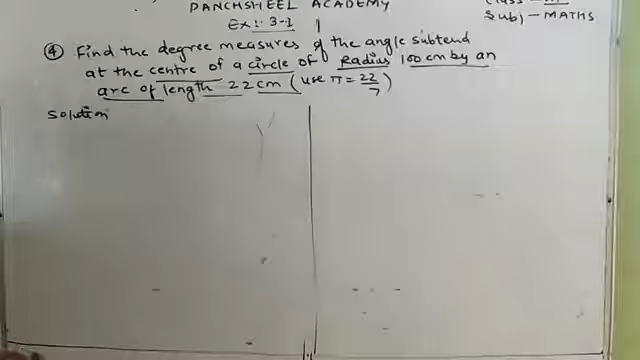 PANCHSHEEL ACADEMY
Ex:- 3-1
Sub) - MATHS
④ Find the degree measures of the angle subtend
at the centre of a circle of Radius 100 cm by an
arc of length 22 cm (use π = 22/7)
Solution